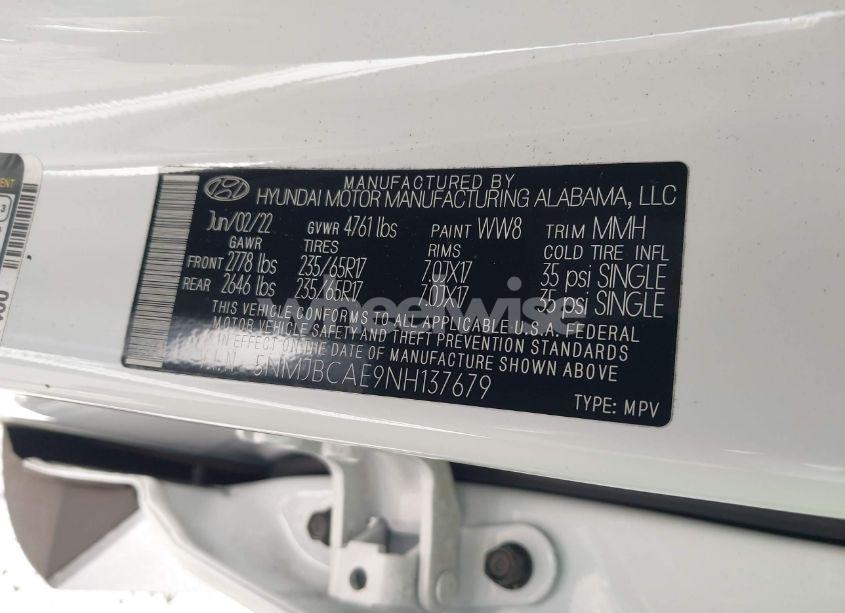 MANUFACTURED BY
HYUNDAI MOTOR MANUFACTURING ALABAMA, LLC
Jun/02/22 GVWR 4761 lbs PAINT WW8 TRIM MMH
GAWR TIRES RIMS COLD TIRE INFL
FRONT 2778 lbs 235/65R17 7.0JX17 35 psi SINGLE
REAR 2646 lbs 235/65R17 7.0JX17 35 psi SINGLE
THIS VEHICLE CONFORMS TO ALL APPLICABLE U.S.A. FEDERAL
MOTOR VEHICLE SAFETY AND THEFT PREVENTION STANDARDS
IN EFFECT ON THE DATE OF MANUFACTURE SHOWN ABOVE
V.I.N 5NMJBCAE9NH137679
TYPE: MPV
wheelwise